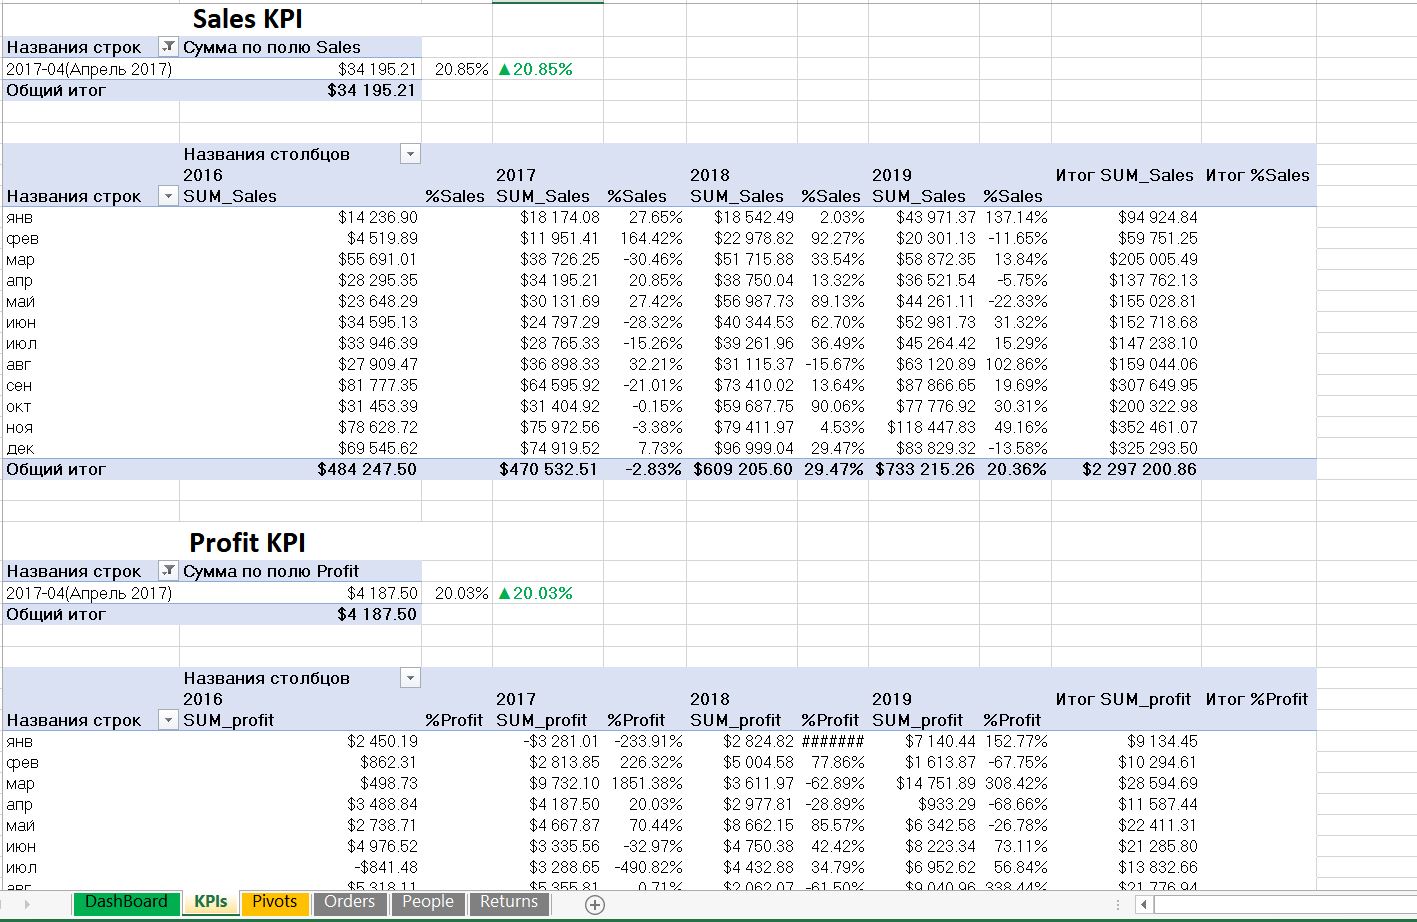 Sales KPI
Названия строк Сумма по полю Sales
2017-04(Апрель 2017) $34 195.21 20.85% ▲20.85%
Общий итог $34 195.21
Названия столбцов
2016 2017 2018 2019 Итог SUM_Sales Итог %Sales
Названия строк SUM_Sales %Sales SUM_Sales %Sales SUM_Sales %Sales SUM_Sales %Sales
янв $14 236.90 $18 174.08 27.65% $18 542.49 2.03% $43 971.37 137.14% $94 924.84
фев $4 519.89 $11 951.41 164.42% $22 978.82 92.27% $20 301.13 -11.65% $59 751.25
мар $55 691.01 $38 726.25 -30.46% $51 715.88 33.54% $58 872.35 13.84% $205 005.49
апр $28 295.35 $34 195.21 20.85% $38 750.04 13.32% $36 521.54 -5.75% $137 762.13
май $23 648.29 $30 131.69 27.42% $56 987.73 89.13% $44 261.11 -22.33% $155 028.81
июн $34 595.13 $24 797.29 -28.32% $40 344.53 62.70% $52 981.73 31.32% $152 718.68
июл $33 946.39 $28 765.33 -15.26% $39 261.96 36.49% $45 264.42 15.29% $147 238.10
авг $27 909.47 $36 898.33 32.21% $31 115.37 -15.67% $63 120.89 102.86% $159 044.06
сен $81 777.35 $64 595.92 -21.01% $73 410.02 13.64% $87 866.65 19.69% $307 649.95
окт $31 453.39 $31 404.92 -0.15% $59 687.75 90.06% $77 776.92 30.31% $200 322.98
ноя $78 628.72 $75 972.56 -3.38% $79 411.97 4.53% $118 447.83 49.16% $352 461.07
дек $69 545.62 $74 919.52 7.73% $96 999.04 29.47% $83 829.32 -13.58% $325 293.50
Общий итог $484 247.50 $470 532.51 -2.83% $609 205.60 29.47% $733 215.26 20.36% $2 297 200.86
Profit KPI
Названия строк Сумма по полю Profit
2017-04(Апрель 2017) $4 187.50 20.03% ▲20.03%
Общий итог $4 187.50
Названия столбцов
2016 2017 2018 2019 Итог SUM_profit Итог %Profit
Названия строк SUM_profit %Profit SUM_profit %Profit SUM_profit %Profit SUM_profit %Profit
янв $2 450.19 -$3 281.01 -233.91% $2 824.82 ####### $7 140.44 152.77% $9 134.45
фев $862.31 $2 813.85 226.32% $5 004.58 77.86% $1 613.87 -67.75% $10 294.61
мар $498.73 $9 732.10 1851.38% $3 611.97 -62.89% $14 751.89 308.42% $28 594.69
апр $3 488.84 $4 187.50 20.03% $2 977.81 -28.89% $933.29 -68.66% $11 587.44
май $2 738.71 $4 667.87 70.44% $8 662.15 85.57% $6 342.58 -26.78% $22 411.31
июн $4 976.52 $3 335.56 -32.97% $4 750.38 42.42% $8 223.34 73.11% $21 285.80
июл -$841.48 $3 288.65 -490.82% $4 432.88 34.79% $6 952.62 56.84% $13 832.66
авг $5 318.11 $5 355.81 0.71% $2 062.07 -61.50% $9 040.96 338.44% $21 776.94
DashBoard KPIs Pivots Orders People Returns